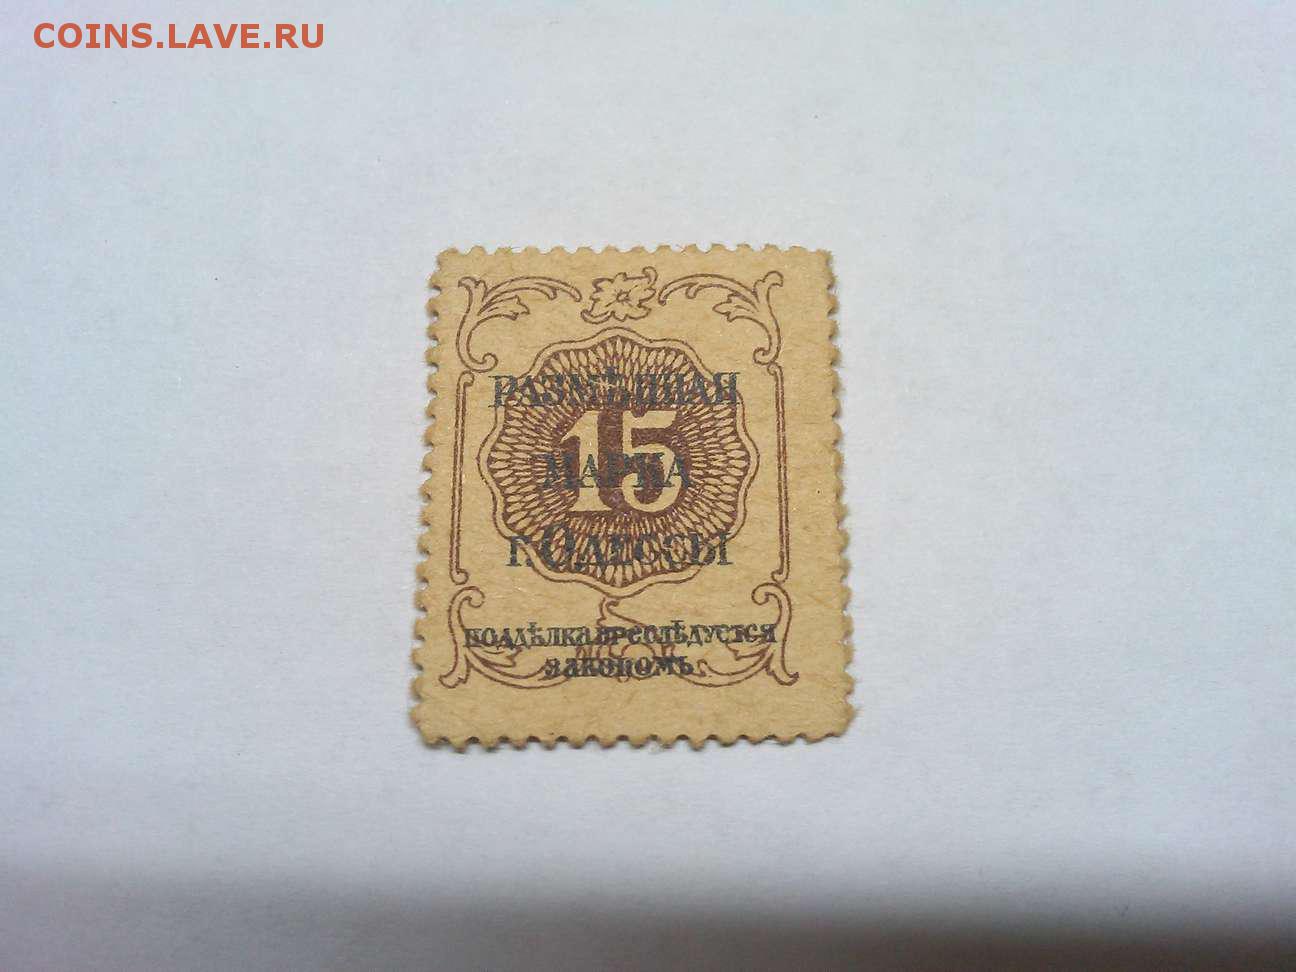 COINS.LAVE.RU
РАЗМѢННАЯ
15
МАРКА
Г. ОДЕССЫ
поддѣлка преслѣдуется
закономъ.